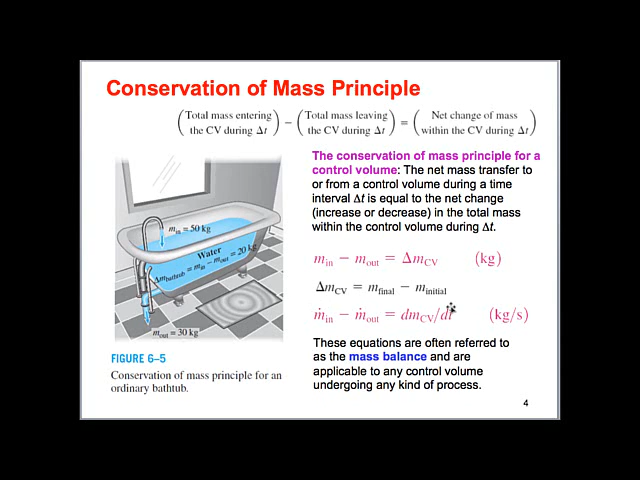 Conservation of Mass Principle
(Total mass entering the CV during Δt) − (Total mass leaving the CV during Δt) = (Net change of mass within the CV during Δt)
The conservation of mass principle for a
control volume: The net mass transfer to
or from a control volume during a time
interval Δt is equal to the net change
(increase or decrease) in the total mass
within the control volume during Δt.
m_in − m_out = Δm_CV (kg)
Δm_CV = m_final − m_initial
ṁ_in − ṁ_out = dm_CV/dt (kg/s)
These equations are often referred to
as the mass balance and are
applicable to any control volume
undergoing any kind of process.
m_in = 50 kg
Water
Δm_bathtub = m_in − m_out = 20 kg
m_out = 30 kg
FIGURE 6–5
Conservation of mass principle for an
ordinary bathtub.
4